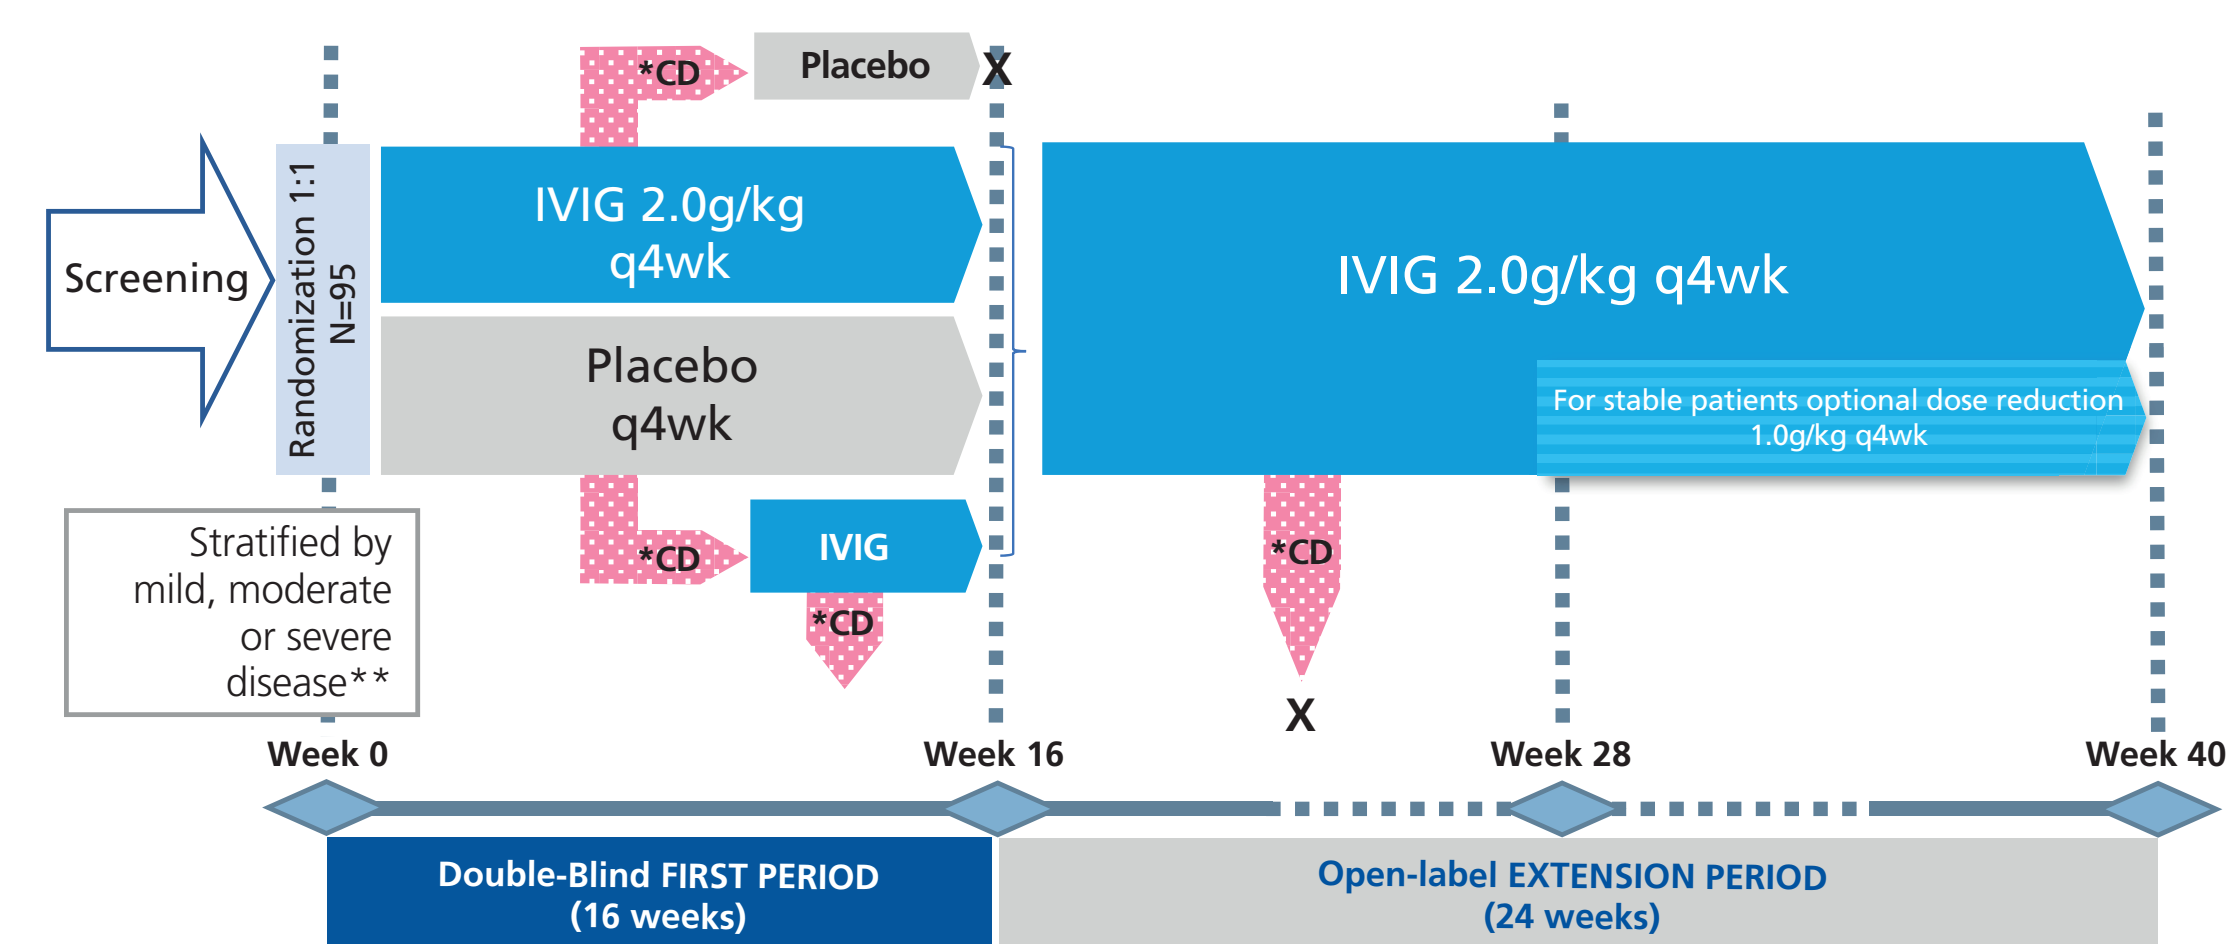 *CD
Placebo
X
Screening
Randomization 1:1
N=95
IVIG 2.0g/kg
q4wk
Placebo
q4wk
IVIG 2.0g/kg q4wk
For stable patients optional dose reduction
1.0g/kg q4wk
Stratified by
mild, moderate
or severe
disease**
*CD
IVIG
*CD
*CD
X
Week 0
Week 16
Week 28
Week 40
Double-Blind FIRST PERIOD
(16 weeks)
Open-label EXTENSION PERIOD
(24 weeks)